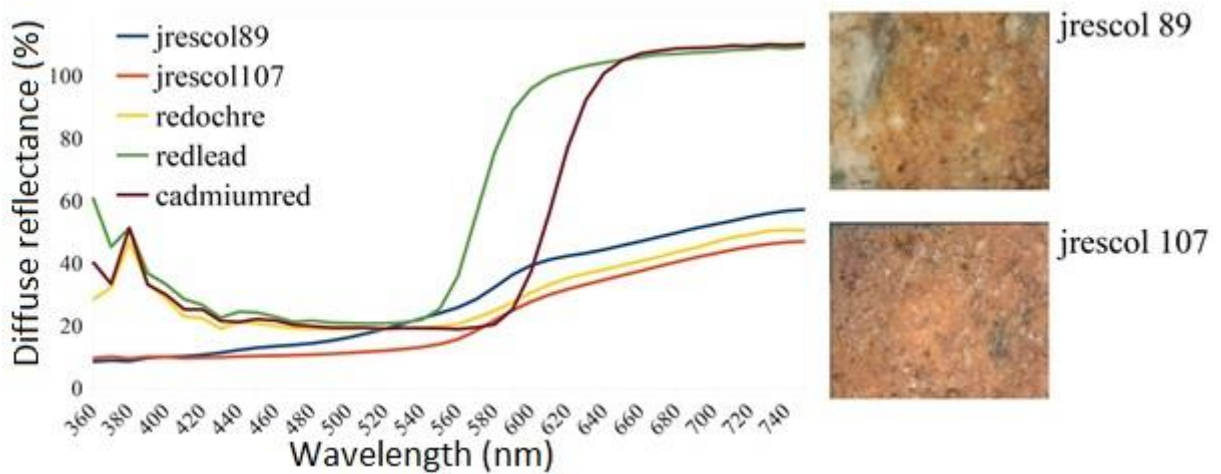 Diffuse reflectance (%)
100
80
60
40
20
0
jrescol89
jrescol107
redochre
redlead
cadmiumred
360
380
400
420
440
460
480
500
520
540
560
580
600
620
640
660
680
700
720
740
Wavelength (nm)
jrescol 89
jrescol 107